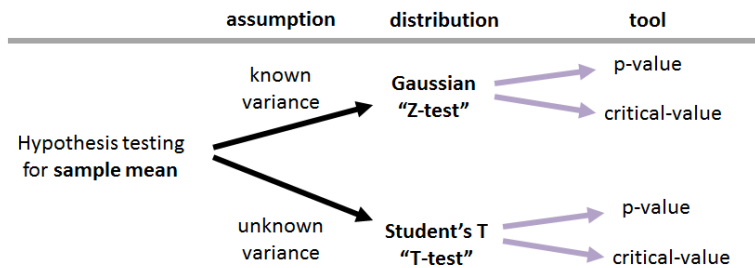 assumption distribution tool
known
variance
Gaussian
“Z-test”
p-value
critical-value
Hypothesis testing
for sample mean
unknown
variance
Student’s T
“T-test”
p-value
critical-value